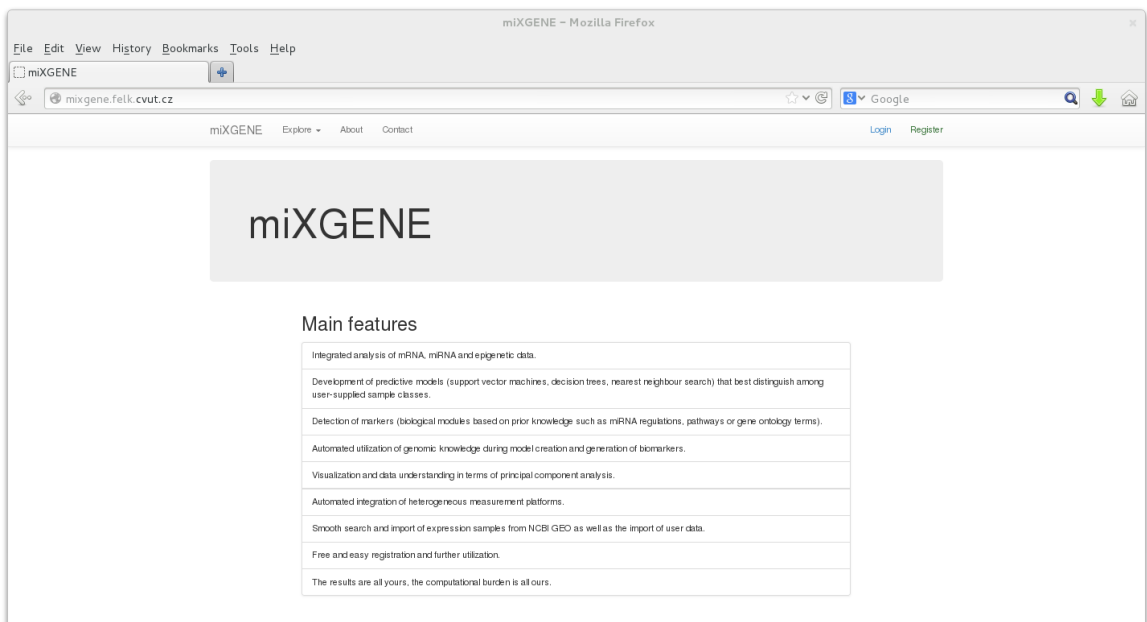 miXGENE – Mozilla Firefox
File Edit View History Bookmarks Tools Help
miXGENE
mixgene.felk.cvut.cz
Google
miXGENE Explore About Contact Login Register
miXGENE
Main features
Integrated analysis of mRNA, miRNA and epigenetic data.
Development of predictive models (support vector machines, decision trees, nearest neighbour search) that best distinguish among
user-supplied sample classes.
Detection of markers (biological modules based on prior knowledge such as miRNA regulations, pathways or gene ontology terms).
Automated utilization of genomic knowledge during model creation and generation of biomarkers.
Visualization and data understanding in terms of principal component analysis.
Automated integration of heterogeneous measurement platforms.
Smooth search and import of expression samples from NCBI GEO as well as the import of user data.
Free and easy registration and further utilization.
The results are all yours, the computational burden is all ours.